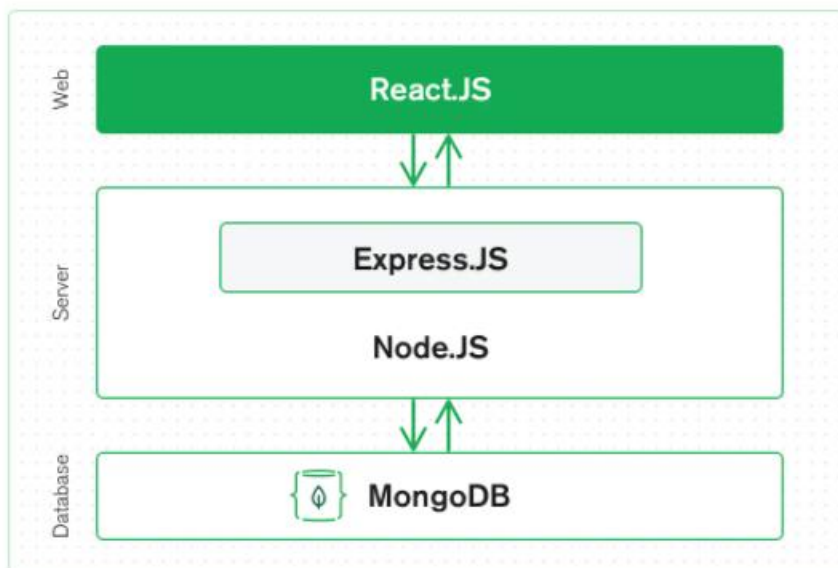 Web
React.JS
Server
Express.JS
Node.JS
Database
MongoDB